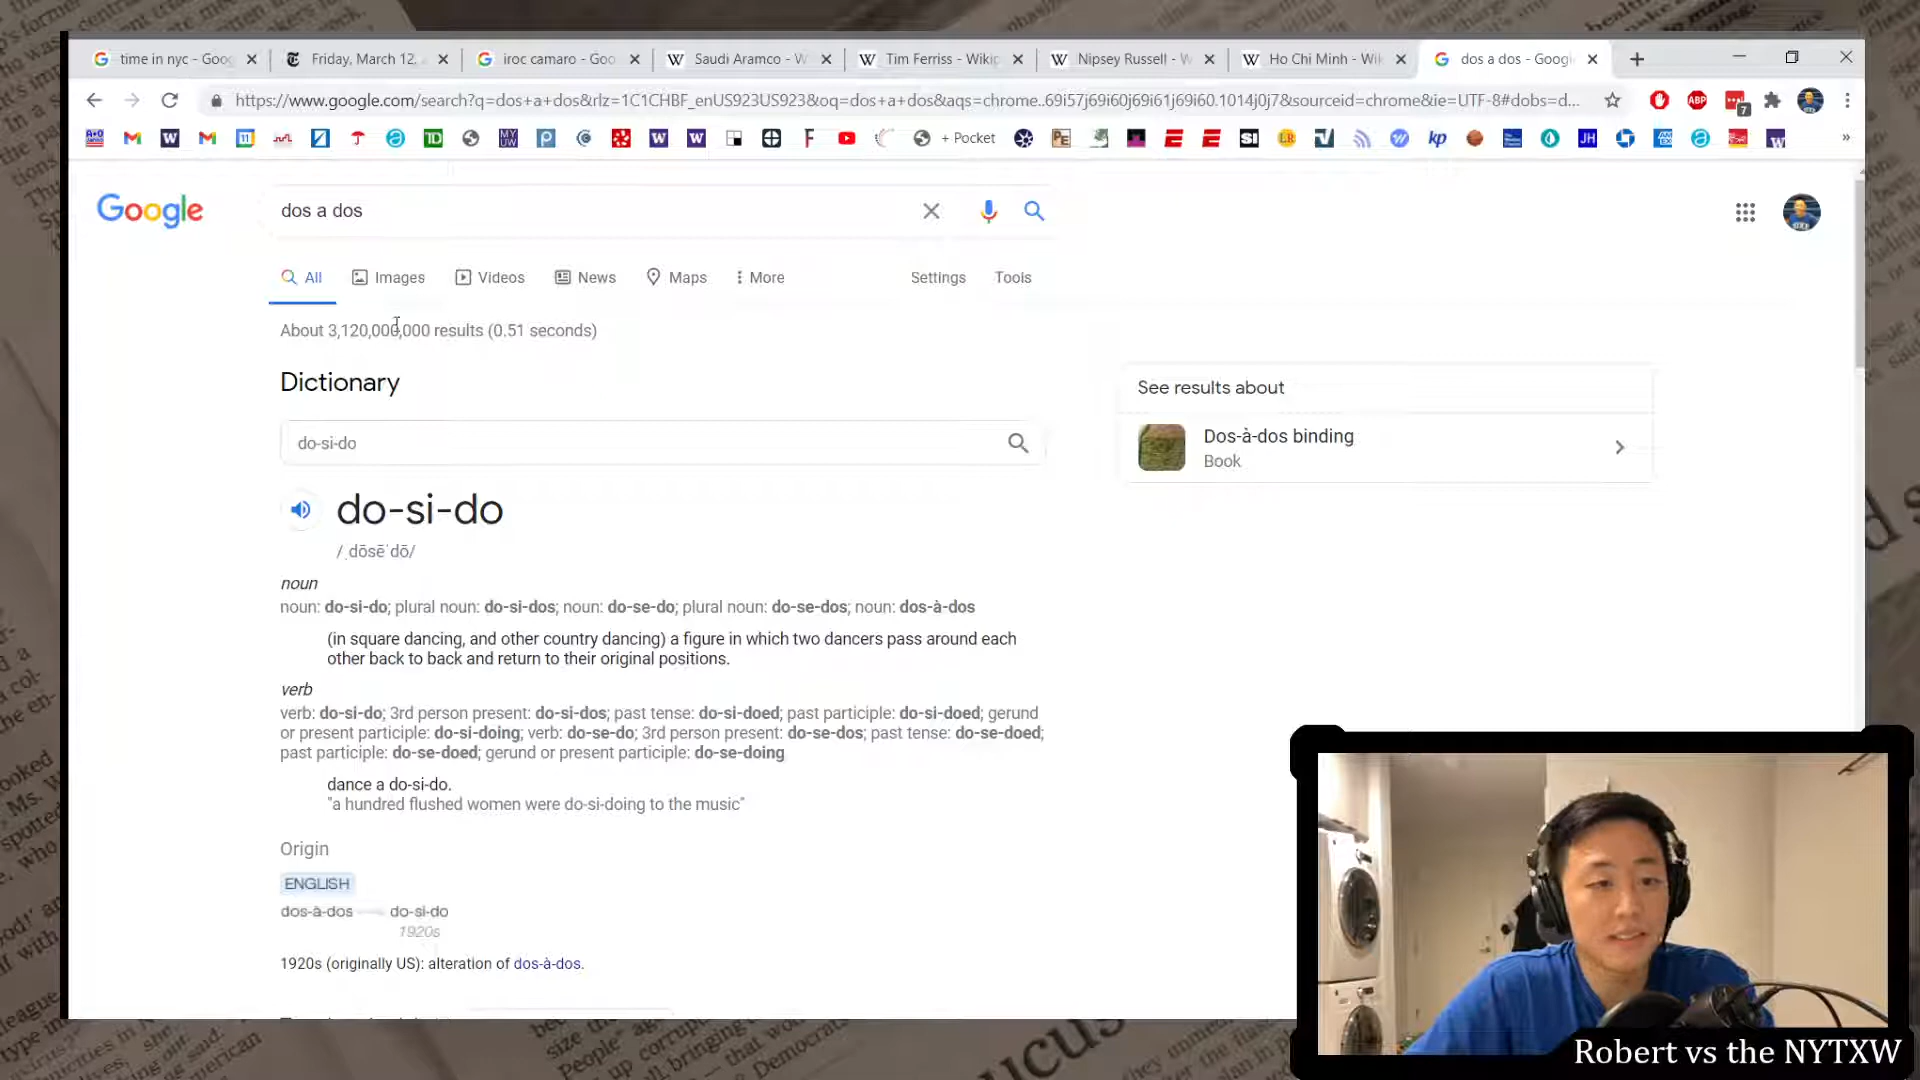 time in nyc - Goog
Friday, March 12,
iroc camaro - Goo
Saudi Aramco - W
Tim Ferriss - Wikip
Nipsey Russell - W
Ho Chi Minh - Wik
dos a dos - Google
https://www.google.com/search?q=dos+a+dos&rlz=1C1CHBF_enUS923US923&oq=dos+a+dos&aqs=chrome..69i57j69i60j69i61j69i60.1014j0j7&sourceid=chrome&ie=UTF-8#dobs=d...
ABP
7
+ Pocket
Google
dos a dos
All Images Videos News Maps More Settings Tools
About 3,120,000,000 results (0.51 seconds)
Dictionary
do-si-do
do-si-do
/ˌdōsēˈdō/
noun
noun: do-si-do; plural noun: do-si-dos; noun: do-se-do; plural noun: do-se-dos; noun: dos-à-dos
(in square dancing, and other country dancing) a figure in which two dancers pass around each
other back to back and return to their original positions.
verb
verb: do-si-do; 3rd person present: do-si-dos; past tense: do-si-doed; past participle: do-si-doed; gerund
or present participle: do-si-doing; verb: do-se-do; 3rd person present: do-se-dos; past tense: do-se-doed;
past participle: do-se-doed; gerund or present participle: do-se-doing
dance a do-si-do.
"a hundred flushed women were do-si-doing to the music"
Origin
ENGLISH
dos-à-dos do-si-do
1920s
1920s (originally US): alteration of dos-à-dos.
See results about
Dos-à-dos binding
Book
Robert vs the NYTXW